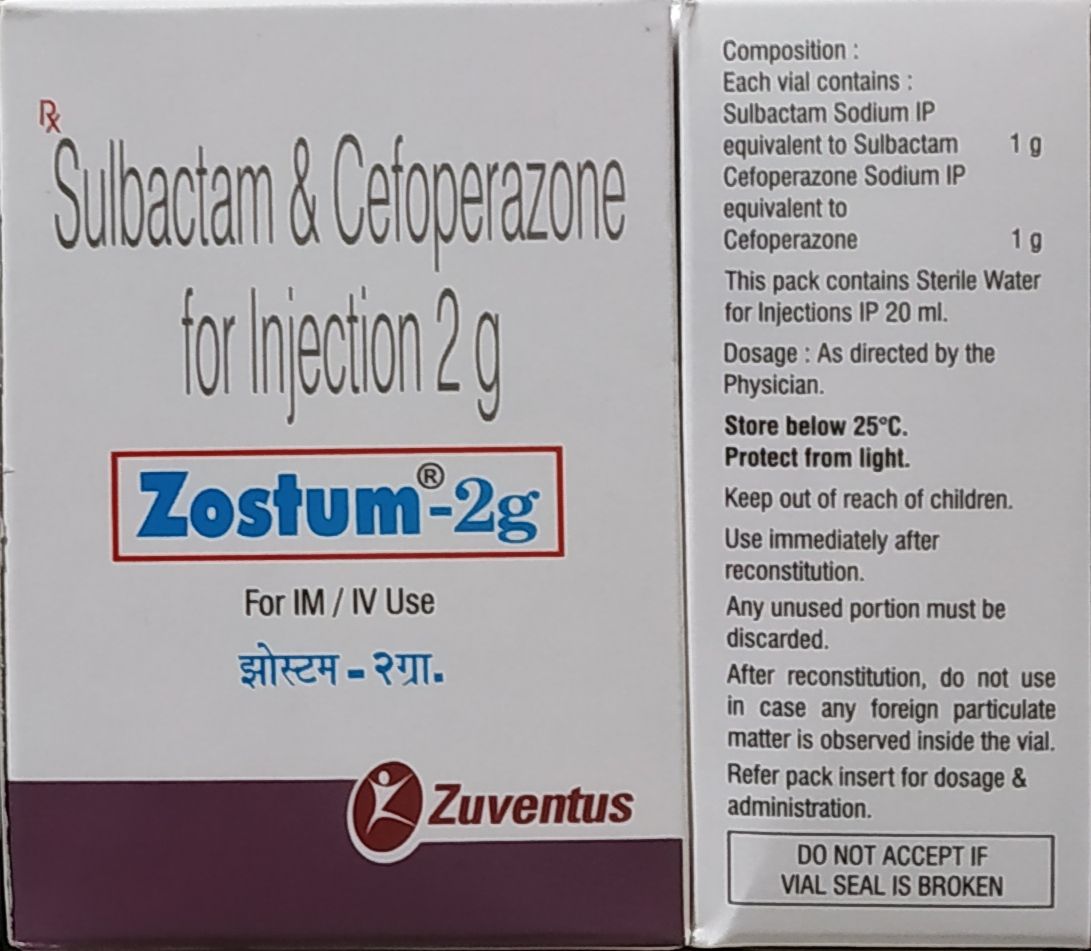 Rx
Sulbactam & Cefoperazone
for Injection 2 g
Zostum®-2g
For IM / IV Use
झोस्टम - २ग्रा.
Zuventus
Composition :
Each vial contains :
Sulbactam Sodium IP
equivalent to Sulbactam 1 g
Cefoperazone Sodium IP
equivalent to
Cefoperazone 1 g
This pack contains Sterile Water
for Injections IP 20 ml.
Dosage : As directed by the
Physician.
Store below 25°C.
Protect from light.
Keep out of reach of children.
Use immediately after
reconstitution.
Any unused portion must be
discarded.
After reconstitution, do not use
in case any foreign particulate
matter is observed inside the vial.
Refer pack insert for dosage &
administration.
DO NOT ACCEPT IF
VIAL SEAL IS BROKEN